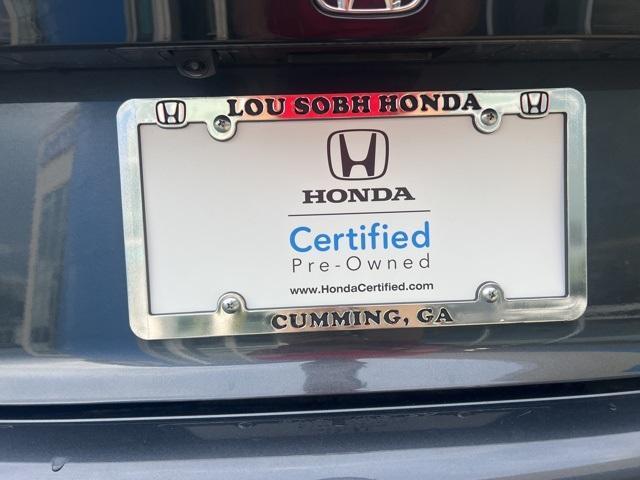 LOU SOBH HONDA
HONDA
Certified
Pre-Owned
www.HondaCertified.com
CUMMING, GA